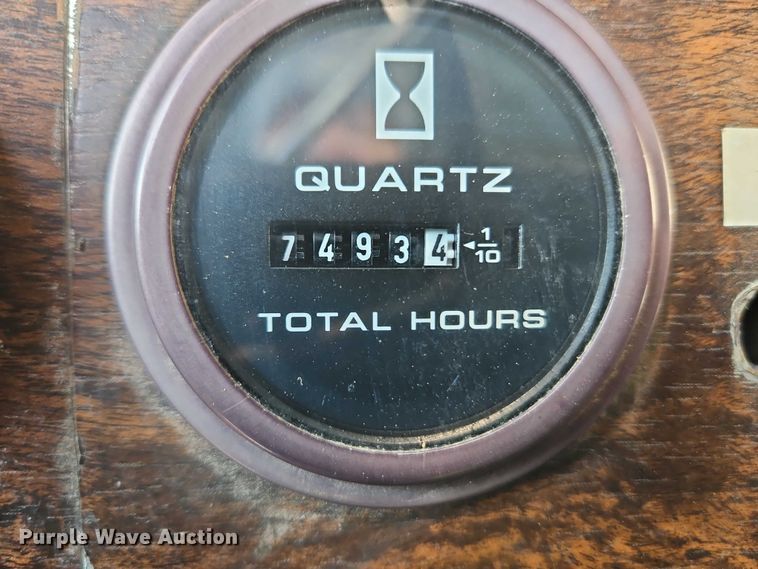 QUARTZ
74934 ◄1/10
TOTAL HOURS
Purple Wave Auction